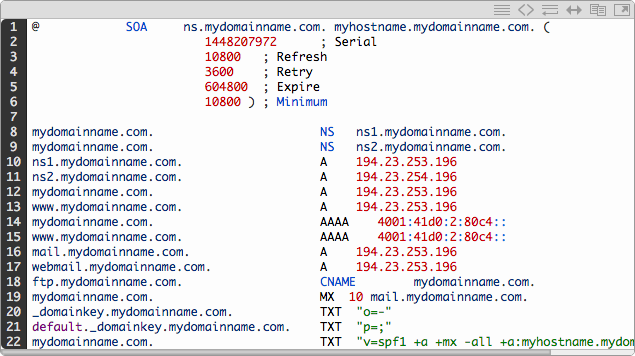 1 @ SOA ns.mydomainname.com. myhostname.mydomainname.com. (
2 1448207972 ; Serial
3 10800 ; Refresh
4 3600 ; Retry
5 604800 ; Expire
6 10800 ) ; Minimum
7
8 mydomainname.com. NS ns1.mydomainname.com.
9 mydomainname.com. NS ns2.mydomainname.com.
10 ns1.mydomainname.com. A 194.23.253.196
11 ns2.mydomainname.com. A 194.23.254.196
12 mydomainname.com. A 194.23.253.196
13 www.mydomainname.com. A 194.23.253.196
14 mydomainname.com. AAAA 4001:41d0:2:80c4::
15 www.mydomainname.com. AAAA 4001:41d0:2:80c4::
16 mail.mydomainname.com. A 194.23.253.196
17 webmail.mydomainname.com. A 194.23.253.196
18 ftp.mydomainname.com. CNAME mydomainname.com.
19 mydomainname.com. MX 10 mail.mydomainname.com.
20 _domainkey.mydomainname.com. TXT "o=-"
21 default._domainkey.mydomainname.com. TXT "p=;"
22 mydomainname.com. TXT "v=spf1 +a +mx -all +a:myhostname.mydom